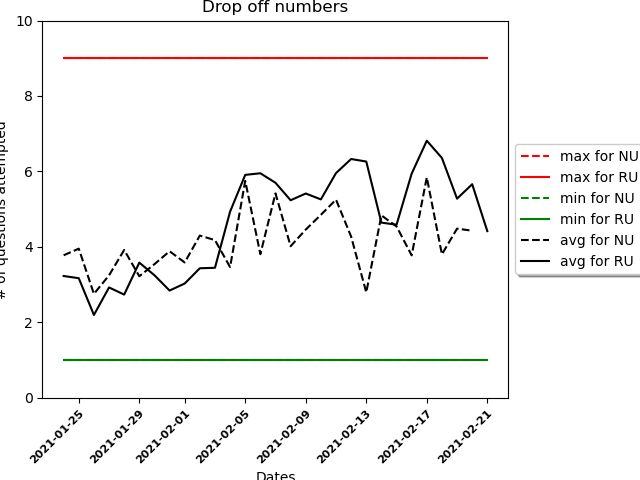 Drop off numbers
# of questions attempted
10
8
6
4
2
0
2021-01-25
2021-01-29
2021-02-01
2021-02-05
2021-02-09
2021-02-13
2021-02-17
2021-02-21
Dates
max for NU
max for RU
min for NU
min for RU
avg for NU
avg for RU